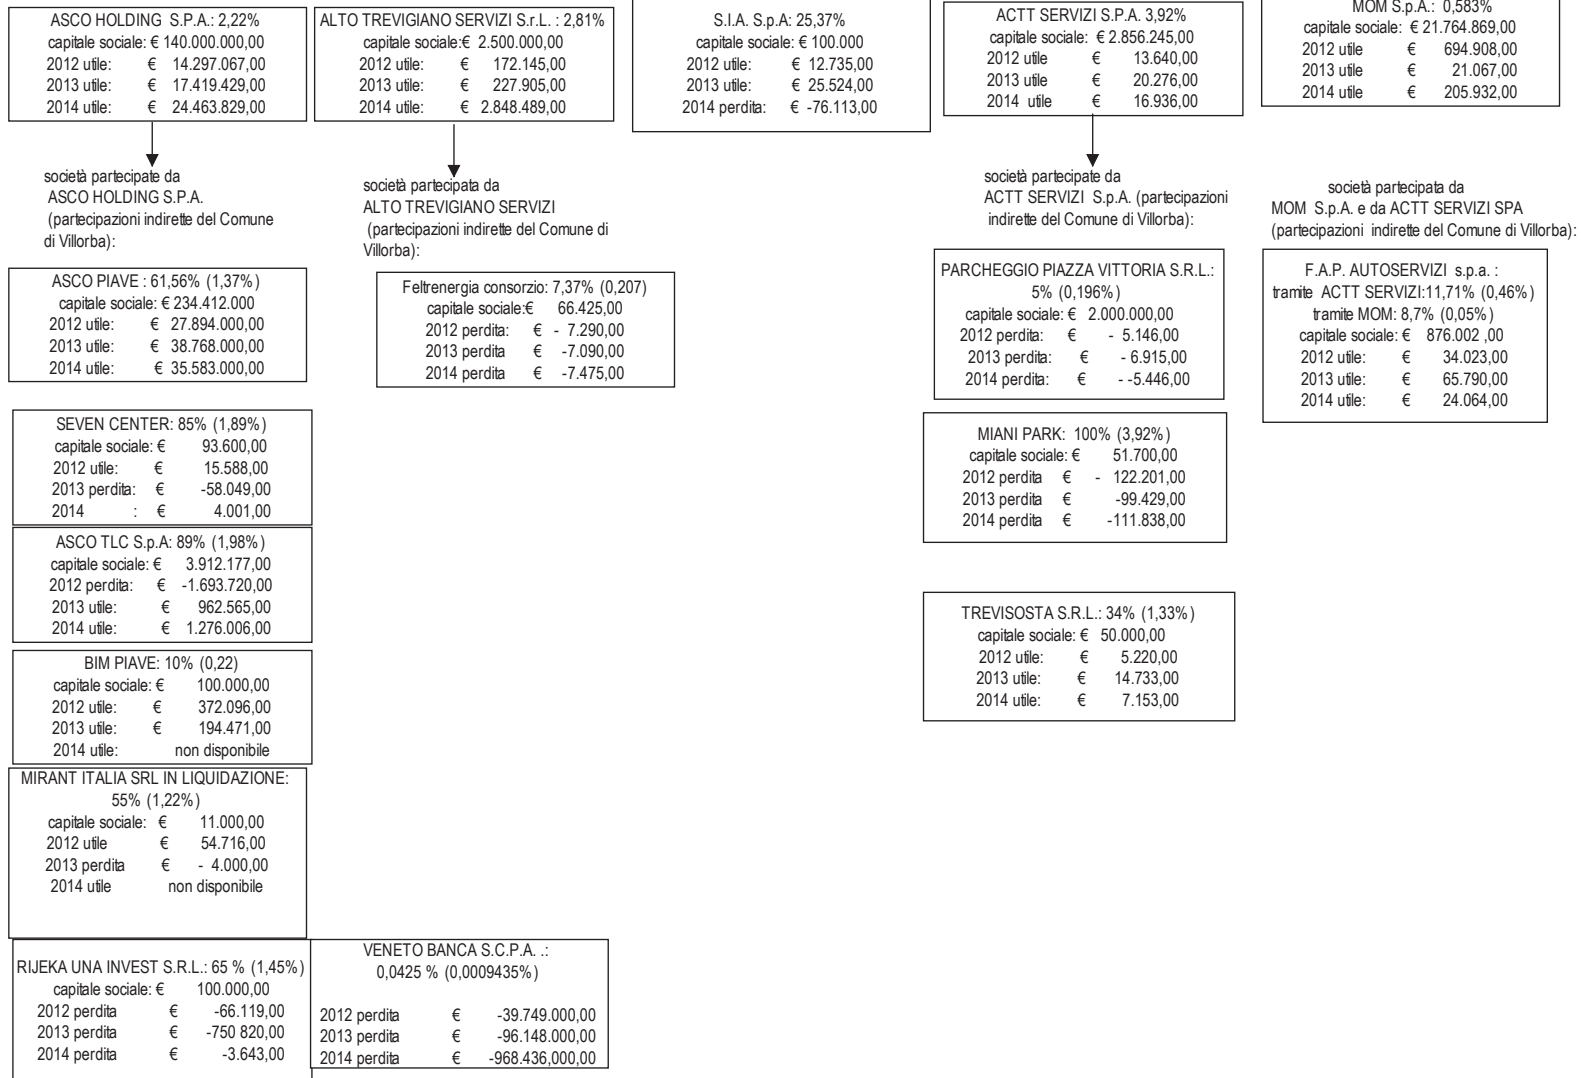 ASCO HOLDING S.P.A.: 2,22%
capitale sociale: € 140.000.000,00
2012 utile: € 14.297.067,00
2013 utile: € 17.419.429,00
2014 utile: € 24.463.829,00
ALTO TREVIGIANO SERVIZI S.r.L. : 2,81%
capitale sociale:€ 2.500.000,00
2012 utile: € 172.145,00
2013 utile: € 227.905,00
2014 utile: € 2.848.489,00
S.I.A. S.p.A: 25,37%
capitale sociale: € 100.000
2012 utile: € 12.735,00
2013 utile: € 25.524,00
2014 perdita: € -76.113,00
ACTT SERVIZI S.P.A. 3,92%
capitale sociale: € 2.856.245,00
2012 utile € 13.640,00
2013 utile € 20.276,00
2014 utile € 16.936,00
MOM S.p.A.: 0,583%
capitale sociale: € 21.764.869,00
2012 utile € 694.908,00
2013 utile € 21.067,00
2014 utile € 205.932,00
società partecipate da
ASCO HOLDING S.P.A.
(partecipazioni indirette del Comune
di Villorba):
società partecipata da
ALTO TREVIGIANO SERVIZI
(partecipazioni indirette del Comune di
Villorba):
società partecipate da
ACTT SERVIZI S.p.A. (partecipazioni
indirette del Comune di Villorba):
società partecipata da
MOM S.p.A. e da ACTT SERVIZI SPA
(partecipazioni indirette del Comune di Villorba):
ASCO PIAVE : 61,56% (1,37%)
capitale sociale: € 234.412.000
2012 utile: € 27.894.000,00
2013 utile: € 38.768.000,00
2014 utile: € 35.583.000,00
Feltrenergia consorzio: 7,37% (0,207)
capitale sociale:€ 66.425,00
2012 perdita: € - 7.290,00
2013 perdita € -7.090,00
2014 perdita € -7.475,00
PARCHEGGIO PIAZZA VITTORIA S.R.L.:
5% (0,196%)
capitale sociale: € 2.000.000,00
2012 perdita: € - 5.146,00
2013 perdita: € - 6.915,00
2014 perdita: € - -5.446,00
F.A.P. AUTOSERVIZI s.p.a. :
tramite ACTT SERVIZI:11,71% (0,46%)
tramite MOM: 8,7% (0,05%)
capitale sociale: € 876.002 ,00
2012 utile: € 34.023,00
2013 utile: € 65.790,00
2014 utile: € 24.064,00
SEVEN CENTER: 85% (1,89%)
capitale sociale: € 93.600,00
2012 utile: € 15.588,00
2013 perdita: € -58.049,00
2014 : € 4.001,00
MIANI PARK: 100% (3,92%)
capitale sociale: € 51.700,00
2012 perdita € - 122.201,00
2013 perdita € -99.429,00
2014 perdita € -111.838,00
ASCO TLC S.p.A: 89% (1,98%)
capitale sociale: € 3.912.177,00
2012 perdita: € -1.693.720,00
2013 utile: € 962.565,00
2014 utile: € 1.276.006,00
TREVISOSTA S.R.L.: 34% (1,33%)
capitale sociale: € 50.000,00
2012 utile: € 5.220,00
2013 utile: € 14.733,00
2014 utile: € 7.153,00
BIM PIAVE: 10% (0,22)
capitale sociale: € 100.000,00
2012 utile: € 372.096,00
2013 utile: € 194.471,00
2014 utile: non disponibile
MIRANT ITALIA SRL IN LIQUIDAZIONE:
55% (1,22%)
capitale sociale: € 11.000,00
2012 utile € 54.716,00
2013 perdita € - 4.000,00
2014 utile non disponibile
RIJEKA UNA INVEST S.R.L.: 65 % (1,45%)
capitale sociale: € 100.000,00
2012 perdita € -66.119,00
2013 perdita € -750 820,00
2014 perdita € -3.643,00
VENETO BANCA S.C.P.A. .:
0,0425 % (0,0009435%)
2012 perdita € -39.749.000,00
2013 perdita € -96.148.000,00
2014 perdita € -968.436,000,00